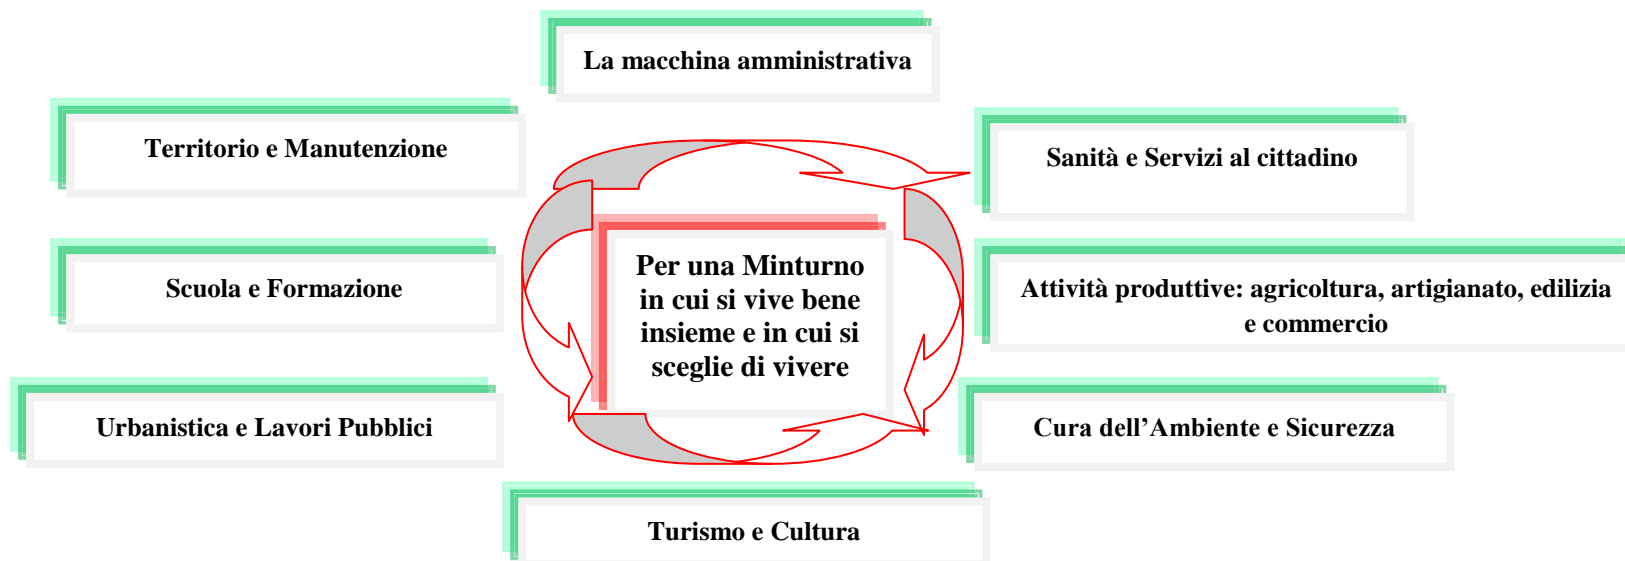 La macchina amministrativa
Territorio e Manutenzione
Sanità e Servizi al cittadino
Scuola e Formazione
Per una Minturno
in cui si vive bene
insieme e in cui si
sceglie di vivere
Attività produttive: agricoltura, artigianato, edilizia
e commercio
Urbanistica e Lavori Pubblici
Cura dell’Ambiente e Sicurezza
Turismo e Cultura